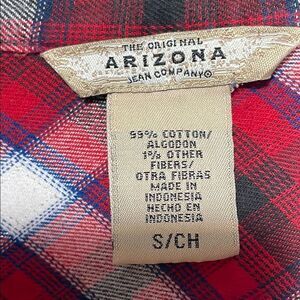 THE ORIGINAL
ARIZONA
JEAN COMPANY®
99% COTTON/
ALGODON
1% OTHER
FIBERS/
OTRA FIBRAS
MADE IN
INDONESIA
HECHO EN
INDONESIA
S/CH